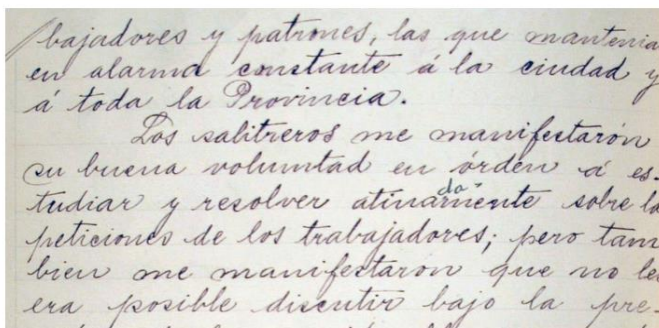 bajadores y patrones, las que mantenia
en alarma constante á la ciudad y
á toda la Provincia.
Los salitreros me manifestarón
su buena voluntad en órden á es-
tudiar y resolver atinadamente sobre la
peticiones de los trabajadores; pero tam
bien me manifestaron que no le
era posible discutir bajo la pre-